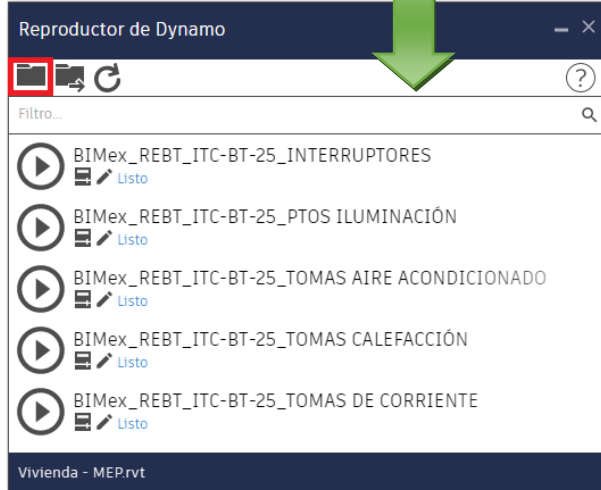 Reproductor de Dynamo
?
Filtro...
BIMex_REBT_ITC-BT-25_INTERRUPTORES
Listo
BIMex_REBT_ITC-BT-25_PTOS ILUMINACIÓN
Listo
BIMex_REBT_ITC-BT-25_TOMAS AIRE ACONDICIONADO
Listo
BIMex_REBT_ITC-BT-25_TOMAS CALEFACCIÓN
Listo
BIMex_REBT_ITC-BT-25_TOMAS DE CORRIENTE
Listo
Vivienda - MEP.rvt